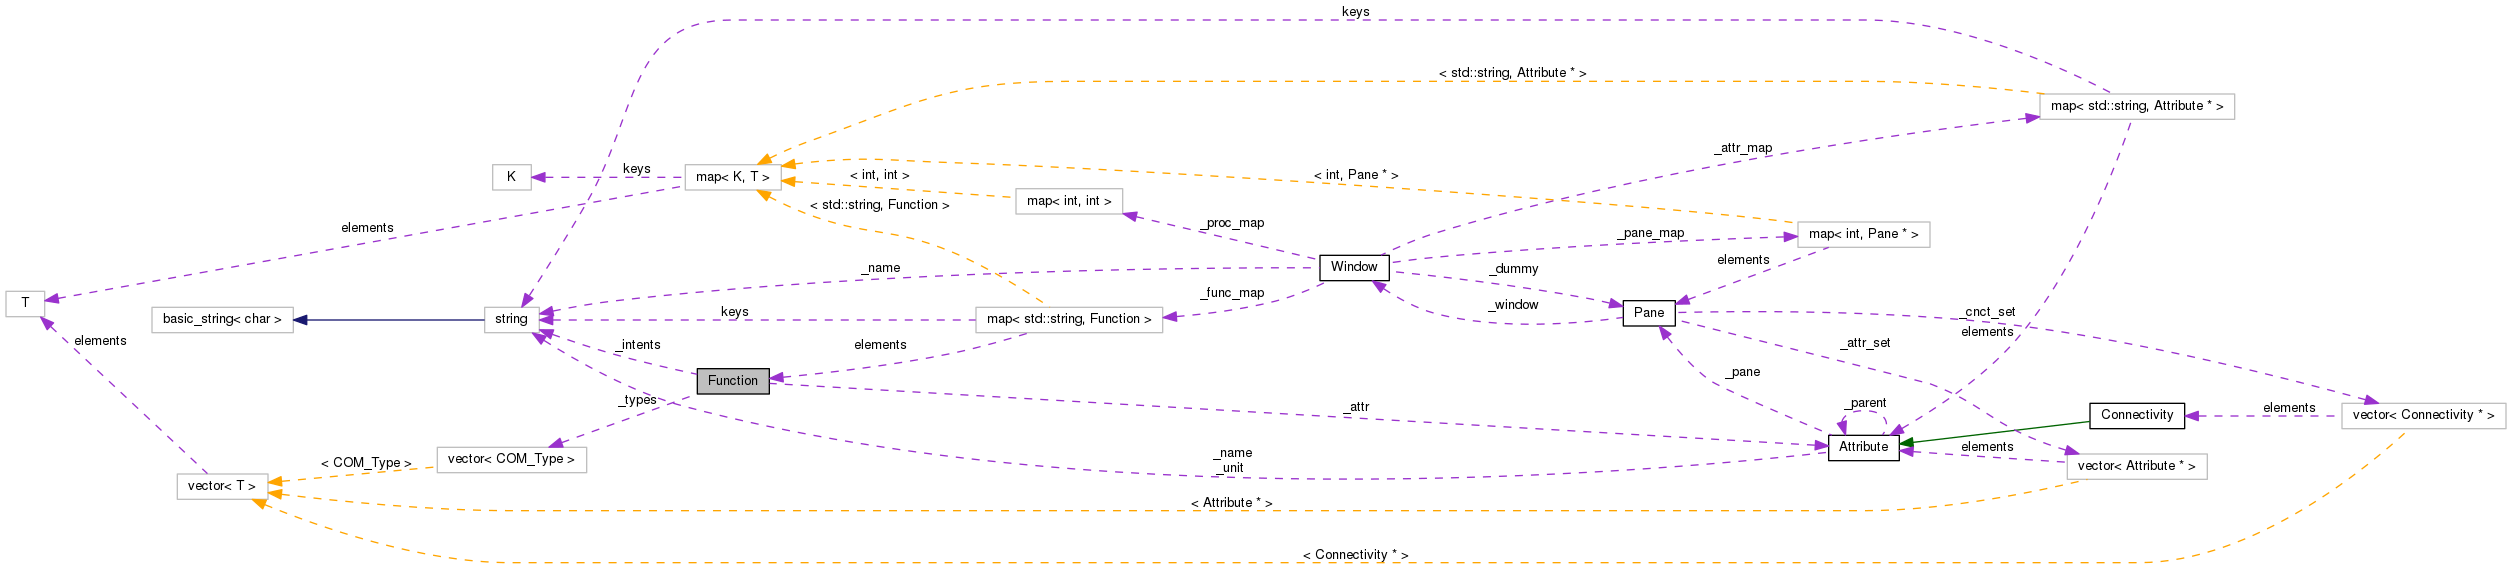 keys
< std::string, Attribute * >
map< std::string, Attribute * >
_attr_map
K
keys
map< K, T >
< int, int >
< int, Pane * >
map< int, int >
< std::string, Function >
elements
_proc_map
_pane_map
map< int, Pane * >
_name
Window
_dummy
elements
T
basic_string< char >
string
keys
map< std::string, Function >
_func_map
_window
Pane
_cnct_set
elements
elements
_intents
elements
_attr_set
Function
_pane
_types
_attr
_parent
Connectivity
elements
vector< Connectivity * >
Attribute
elements
vector< COM_Type >
< COM_Type >
_name
_unit
vector< Attribute * >
vector< T >
< Attribute * >
< Connectivity * >